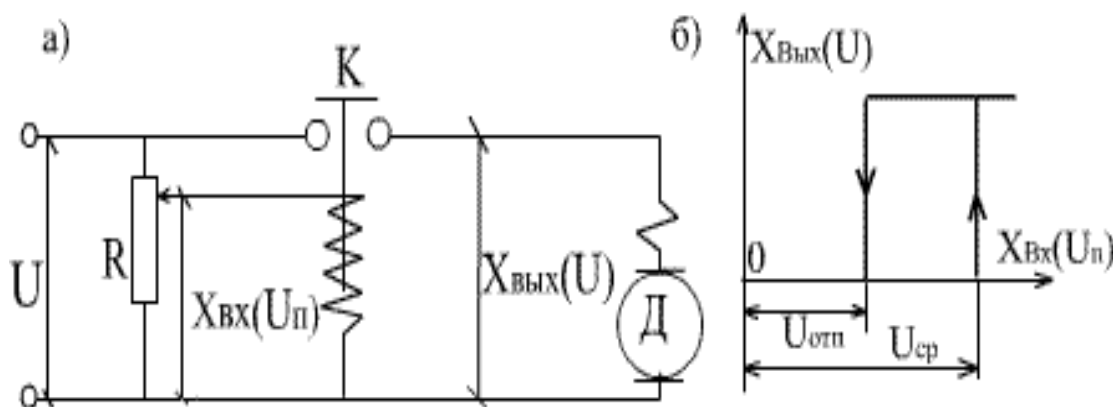 а)
K
U
R
Xвх(Uп)
Xвых(U)
Д
б)
Xвых(U)
0
Xвх(Uп)
Uотп
Uср